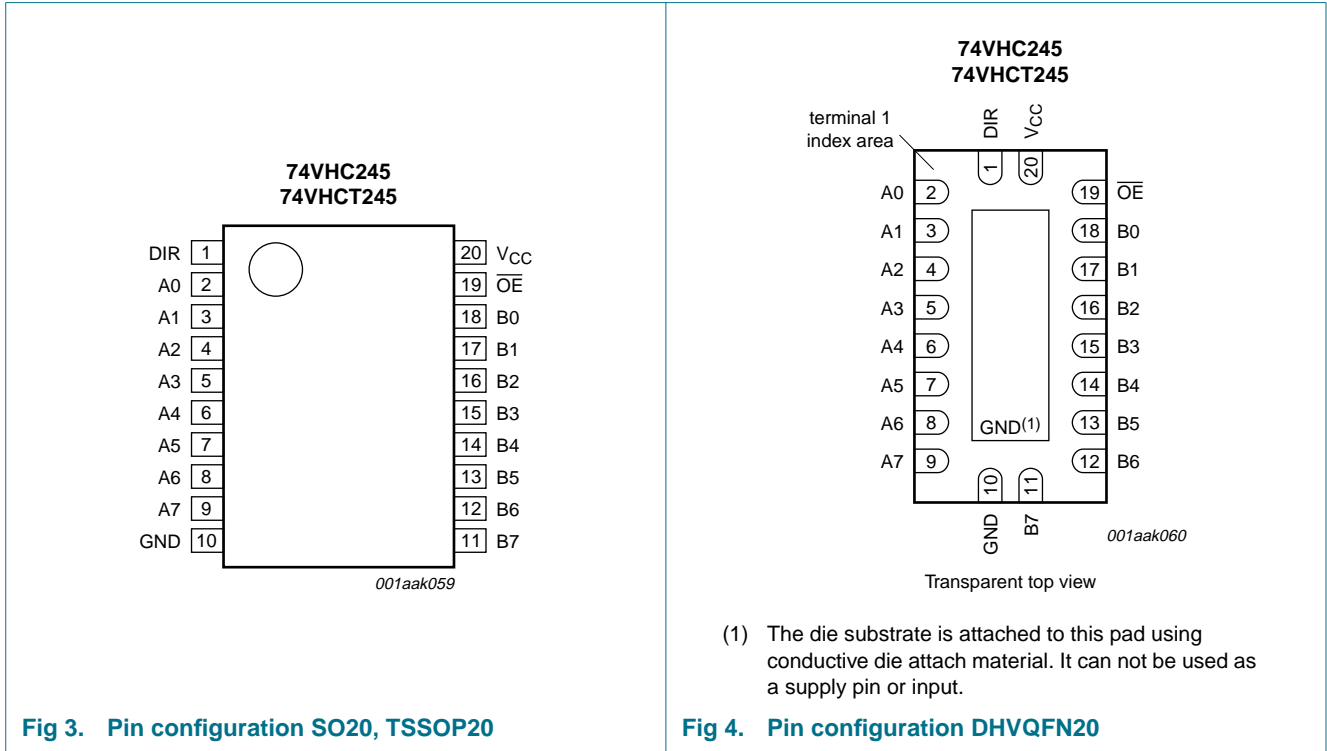 74VHC245
74VHCT245
DIR 1
20 VCC
A0 2
19 OE
A1 3
18 B0
A2 4
17 B1
A3 5
16 B2
A4 6
15 B3
A5 7
14 B4
A6 8
13 B5
A7 9
12 B6
GND 10
11 B7
001aak059
Fig 3. Pin configuration SO20, TSSOP20
74VHC245
74VHCT245
terminal 1
index area
DIR
VCC
1
20
A0 2
19 OE
A1 3
18 B0
A2 4
17 B1
A3 5
16 B2
A4 6
15 B3
A5 7
14 B4
A6 8
GND(1)
13 B5
A7 9
12 B6
10
11
GND
B7
001aak060
Transparent top view
(1) The die substrate is attached to this pad using
conductive die attach material. It can not be used as
a supply pin or input.
Fig 4. Pin configuration DHVQFN20